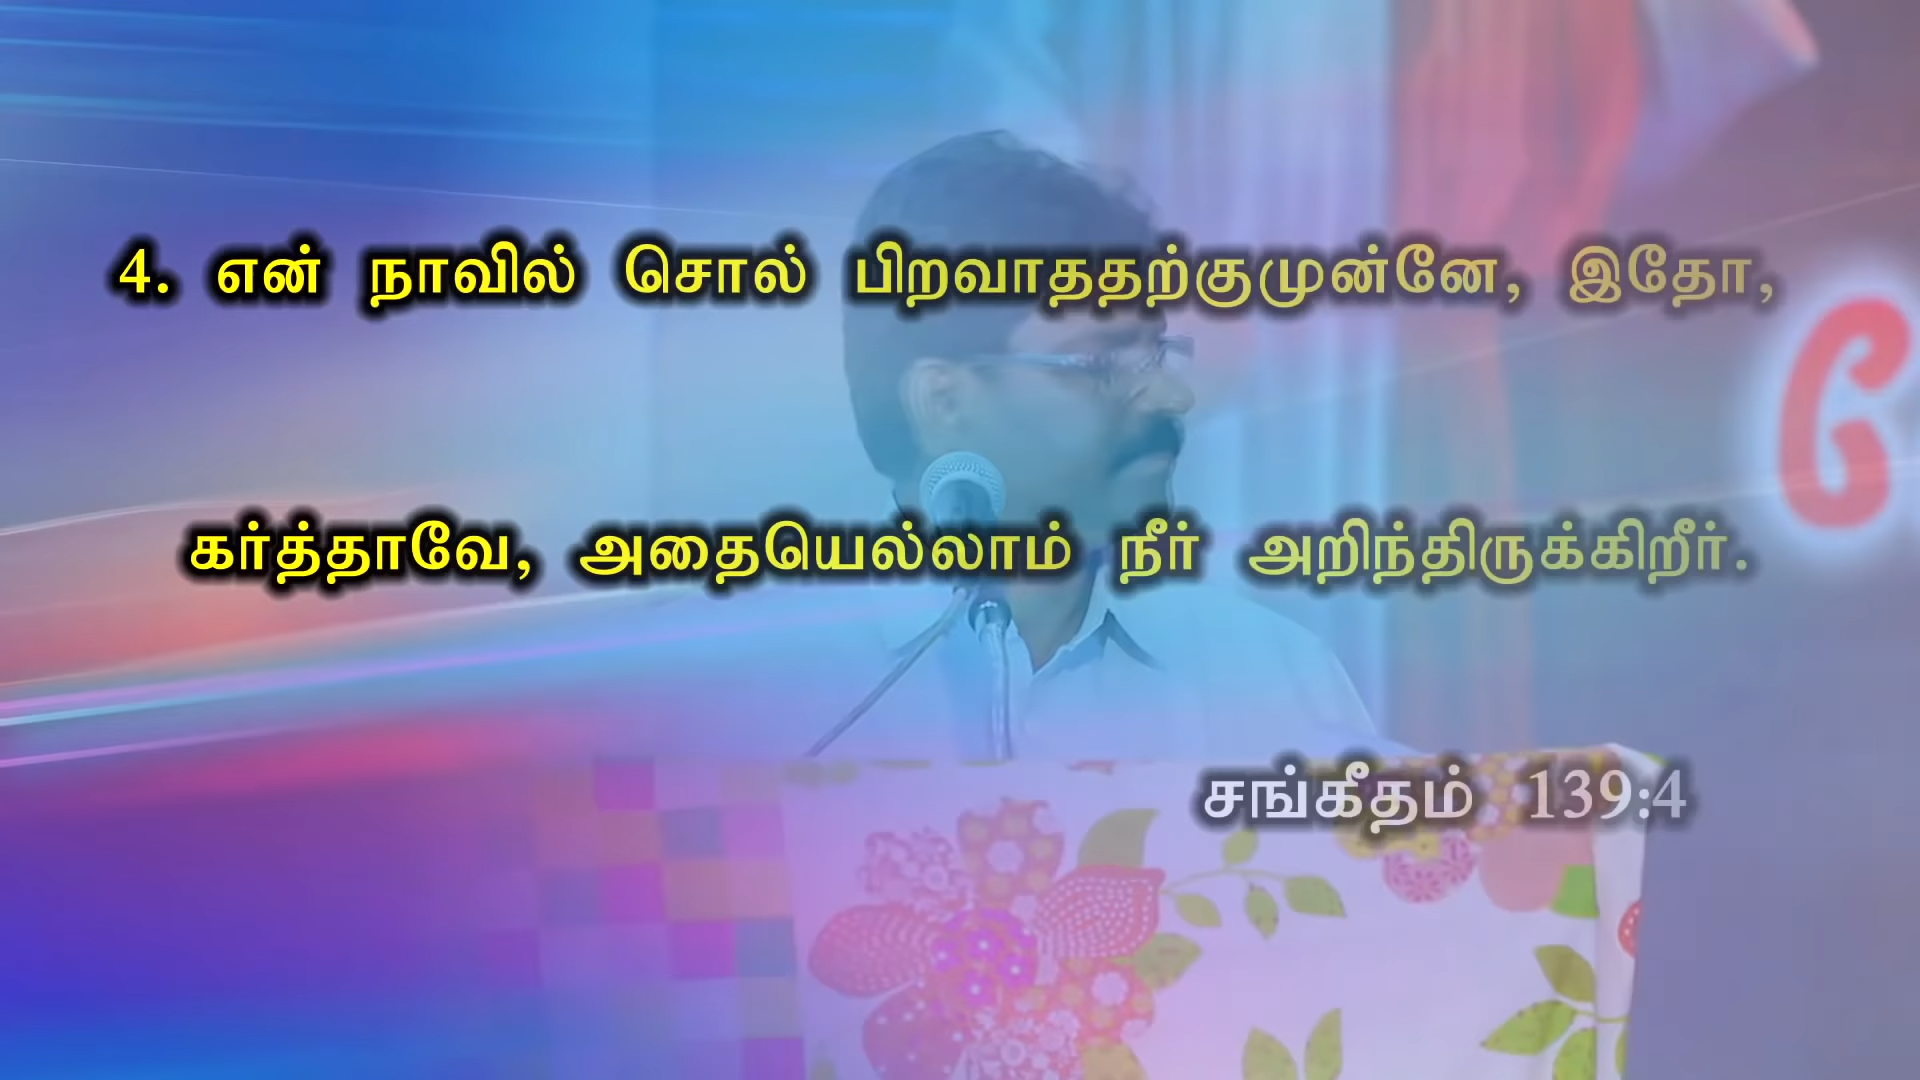 4. என் நாவில் சொல் பிறவாததற்குமுன்னே, இதோ,
கர்த்தாவே, அதையெல்லாம் நீர் அறிந்திருக்கிறீர்.
சங்கீதம் 139:4